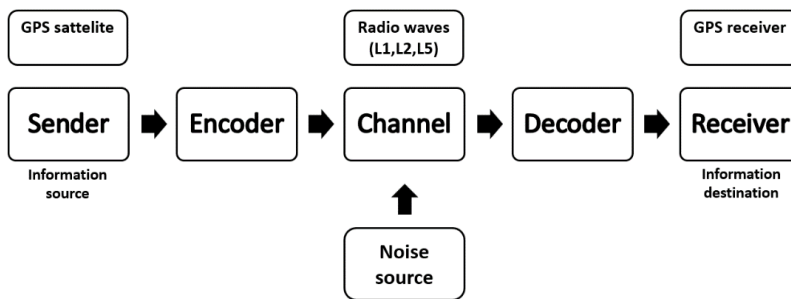 GPS sattelite
Radio waves
(L1,L2,L5)
GPS receiver
Sender
Encoder
Channel
Decoder
Receiver
Information
source
Information
destination
Noise
source